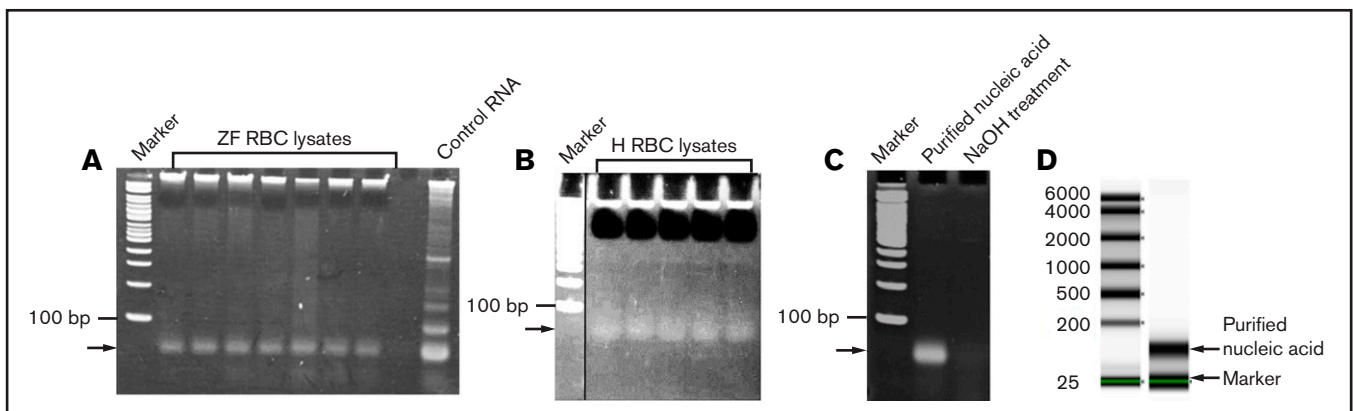 A
Marker
ZF RBC lysates
Control RNA
100 bp
B
Marker
H RBC lysates
100 bp
C
Marker
Purified nucleic acid
NaOH treatment
100 bp
D
6000
4000
2000
1000
500
200
25
Purified
nucleic acid
Marker